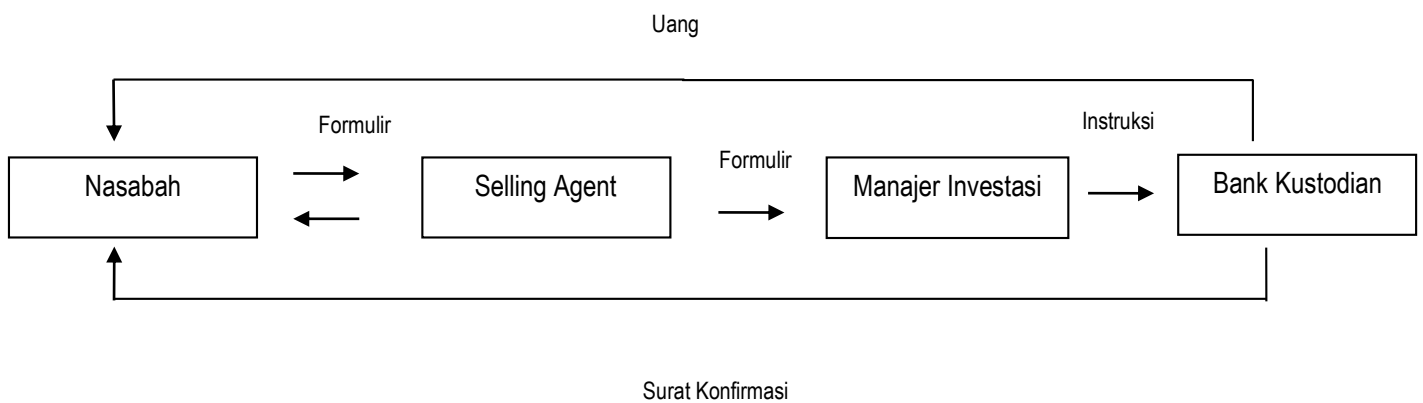 Uang
Formulir
Instruksi
Formulir
Nasabah
Selling Agent
Manajer Investasi
Bank Kustodian
Surat Konfirmasi